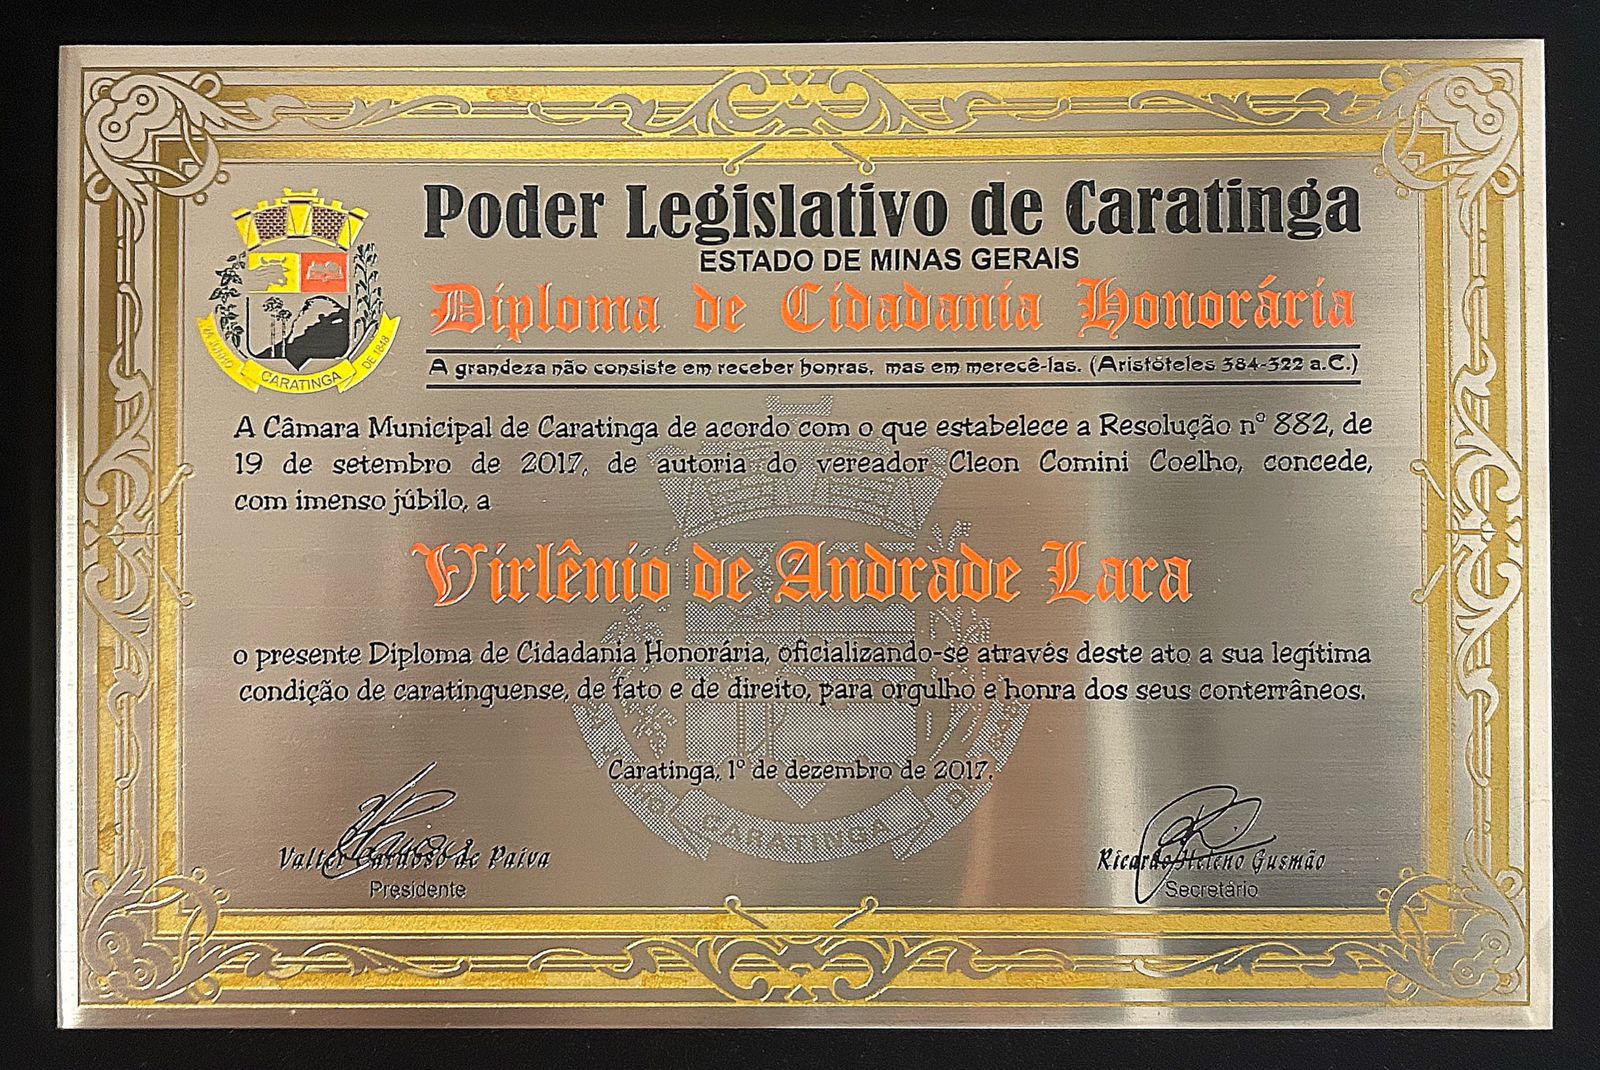 Poder Legislativo de Caratinga
ESTADO DE MINAS GERAIS
Diploma de Cidadania Honorária
A grandeza não consiste em receber honras, mas em merecê-las. (Aristóteles 384-322 a.C.)
CARATINGA
DE 1848
A Câmara Municipal de Caratinga de acordo com o que estabelece a Resolução nº 882, de
19 de setembro de 2017, de autoria do vereador Cleon Comini Coelho, concede,
com imenso júbilo, a
Virlênio de Andrade Lara
o presente Diploma de Cidadania Honorária, oficializando-se através deste ato a sua legítima
condição de caratinguense, de fato e de direito, para orgulho e honra dos seus conterrâneos.
Caratinga, 1º de dezembro de 2017.
CARATINGA
Valter Cardoso de Paiva
Presidente
Ricardo Heleno Gusmão
Secretário